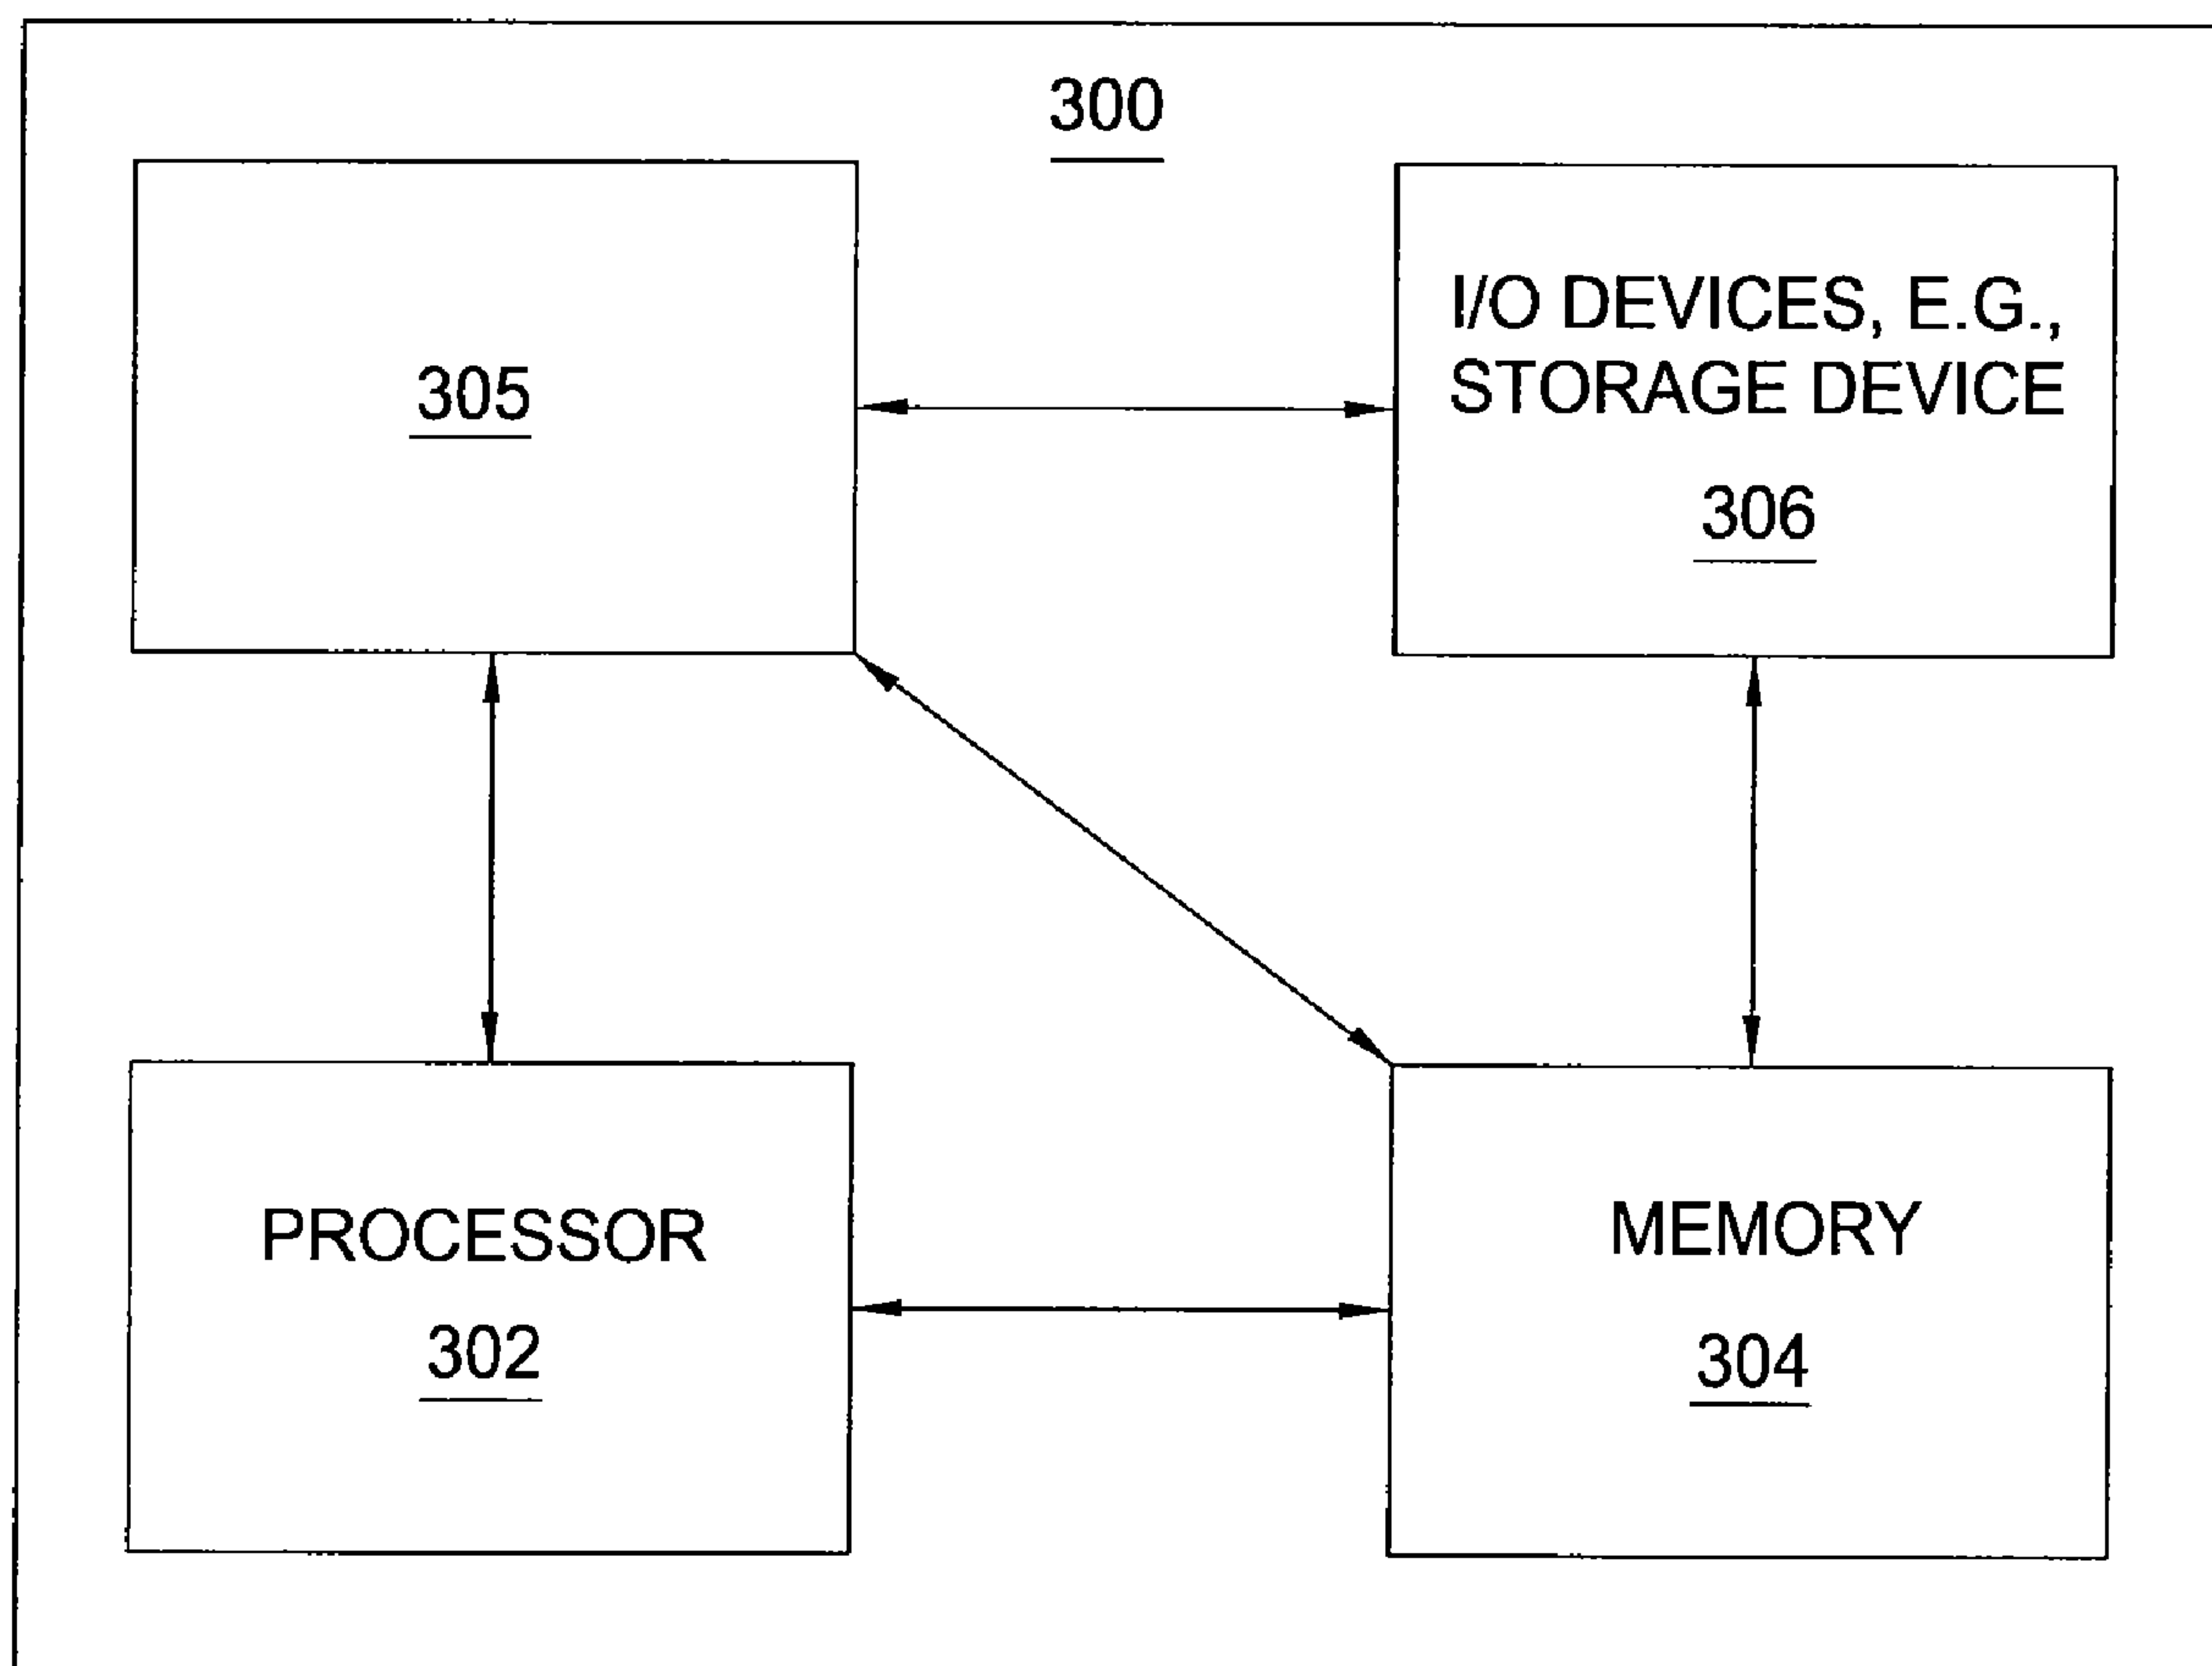 300
305
I/O DEVICES, E.G.,
STORAGE DEVICE
306
PROCESSOR
302
MEMORY
304